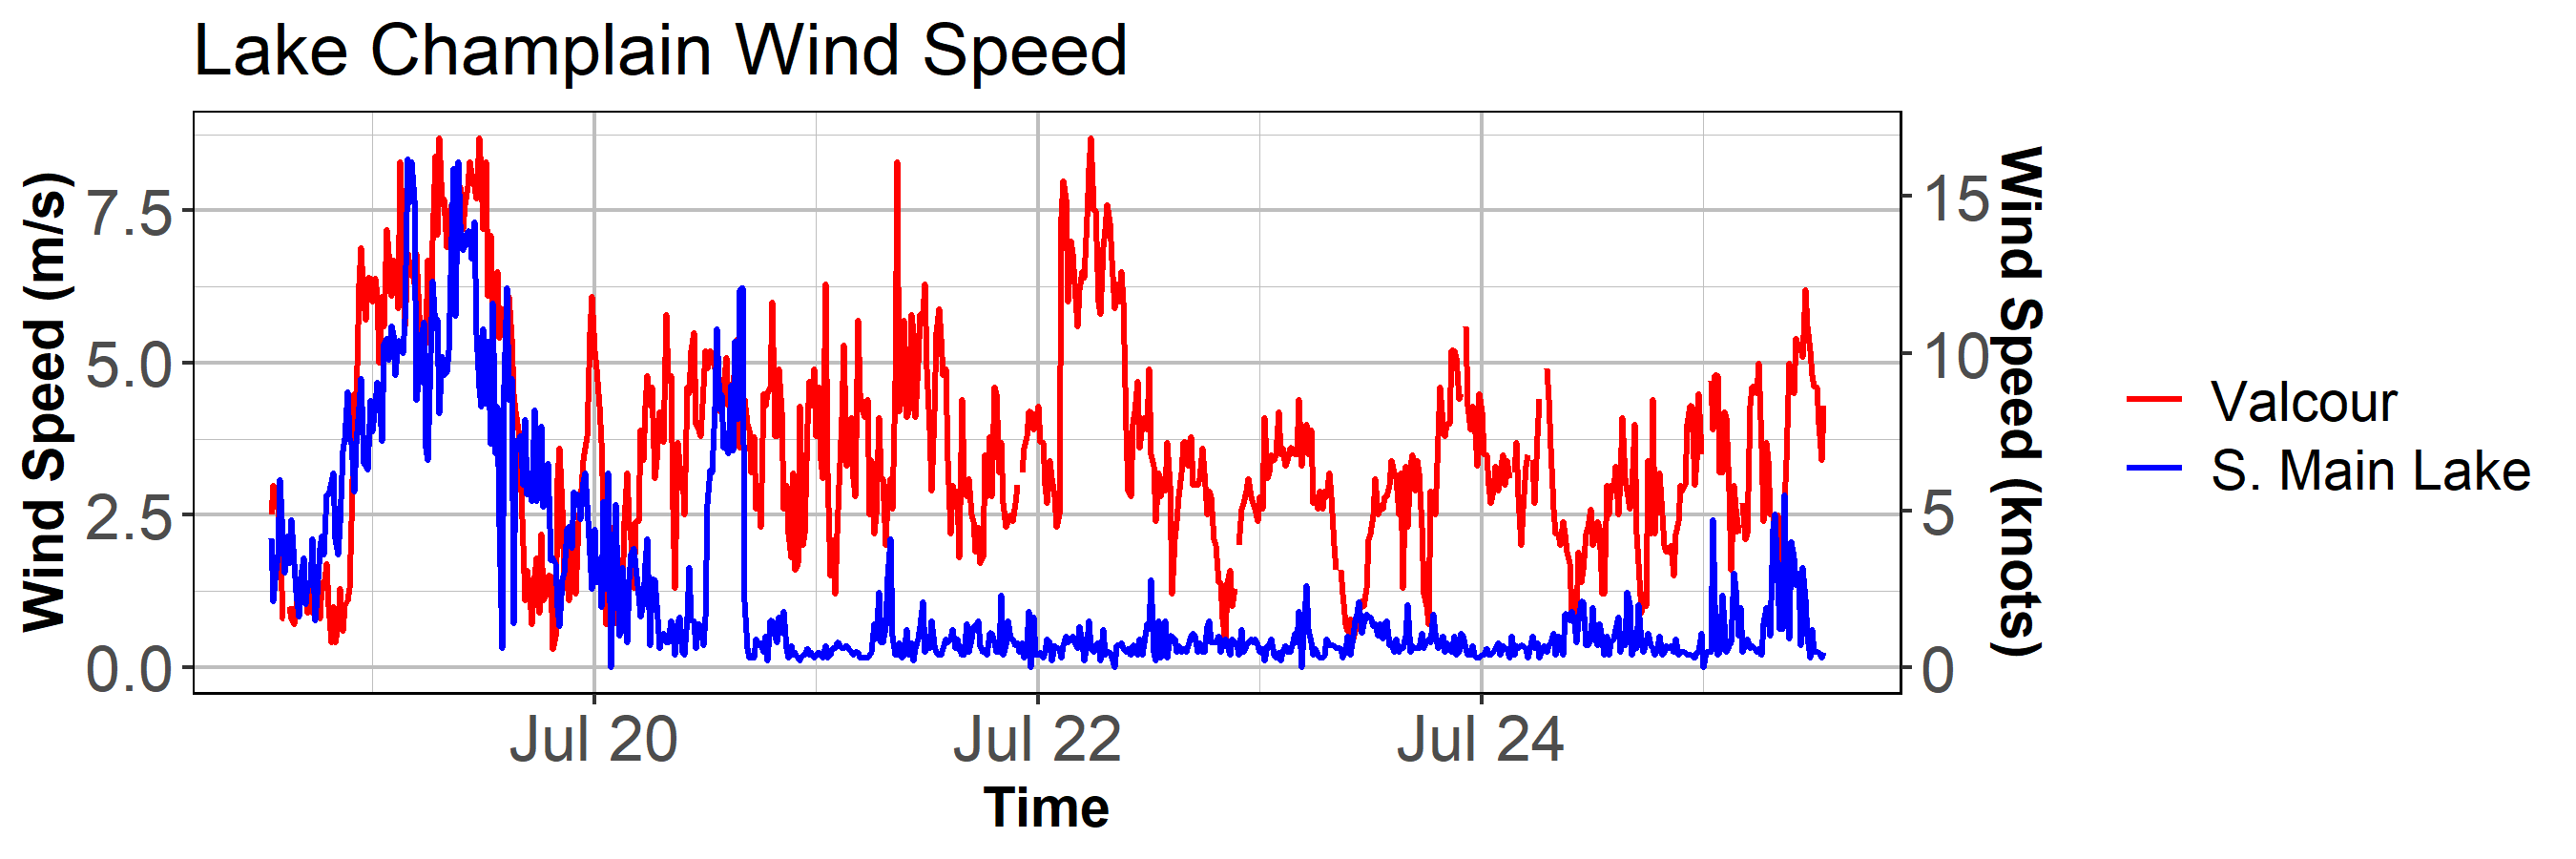 Lake Champlain Wind Speed
Wind Speed (m/s)
7.5
5.0
2.5
0.0
15
10
5
0
Wind Speed (knots)
Jul 20
Jul 22
Jul 24
Time
Valcour
S. Main Lake